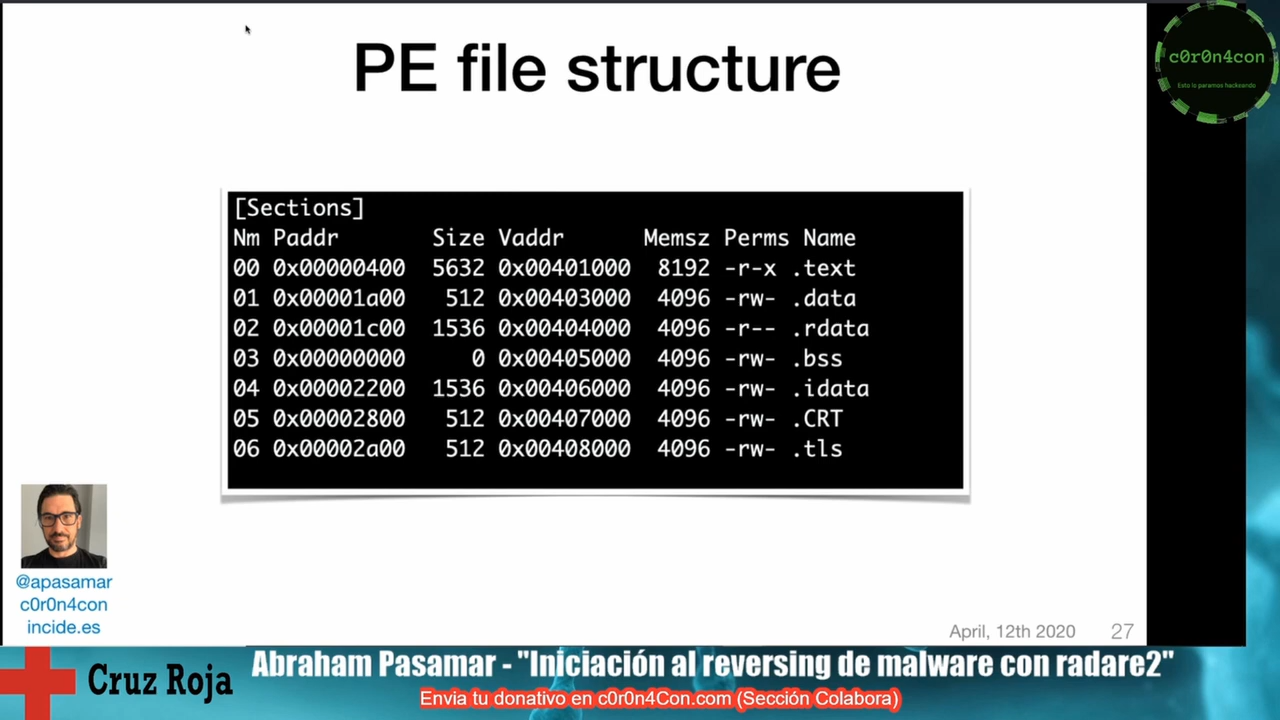 PE file structure
c0r0n4con
Esto lo paramos hackeando
[Sections]
Nm Paddr Size Vaddr Memsz Perms Name
00 0x00000400 5632 0x00401000 8192 -r-x .text
01 0x00001a00 512 0x00403000 4096 -rw- .data
02 0x00001c00 1536 0x00404000 4096 -r-- .rdata
03 0x00000000 0 0x00405000 4096 -rw- .bss
04 0x00002200 1536 0x00406000 4096 -rw- .idata
05 0x00002800 512 0x00407000 4096 -rw- .CRT
06 0x00002a00 512 0x00408000 4096 -rw- .tls
@apasamar
c0r0n4con
incide.es
April, 12th 2020 27
Cruz Roja
Abraham Pasamar - "Iniciación al reversing de malware con radare2"
Envia tu donativo en c0r0n4Con.com (Sección Colabora)